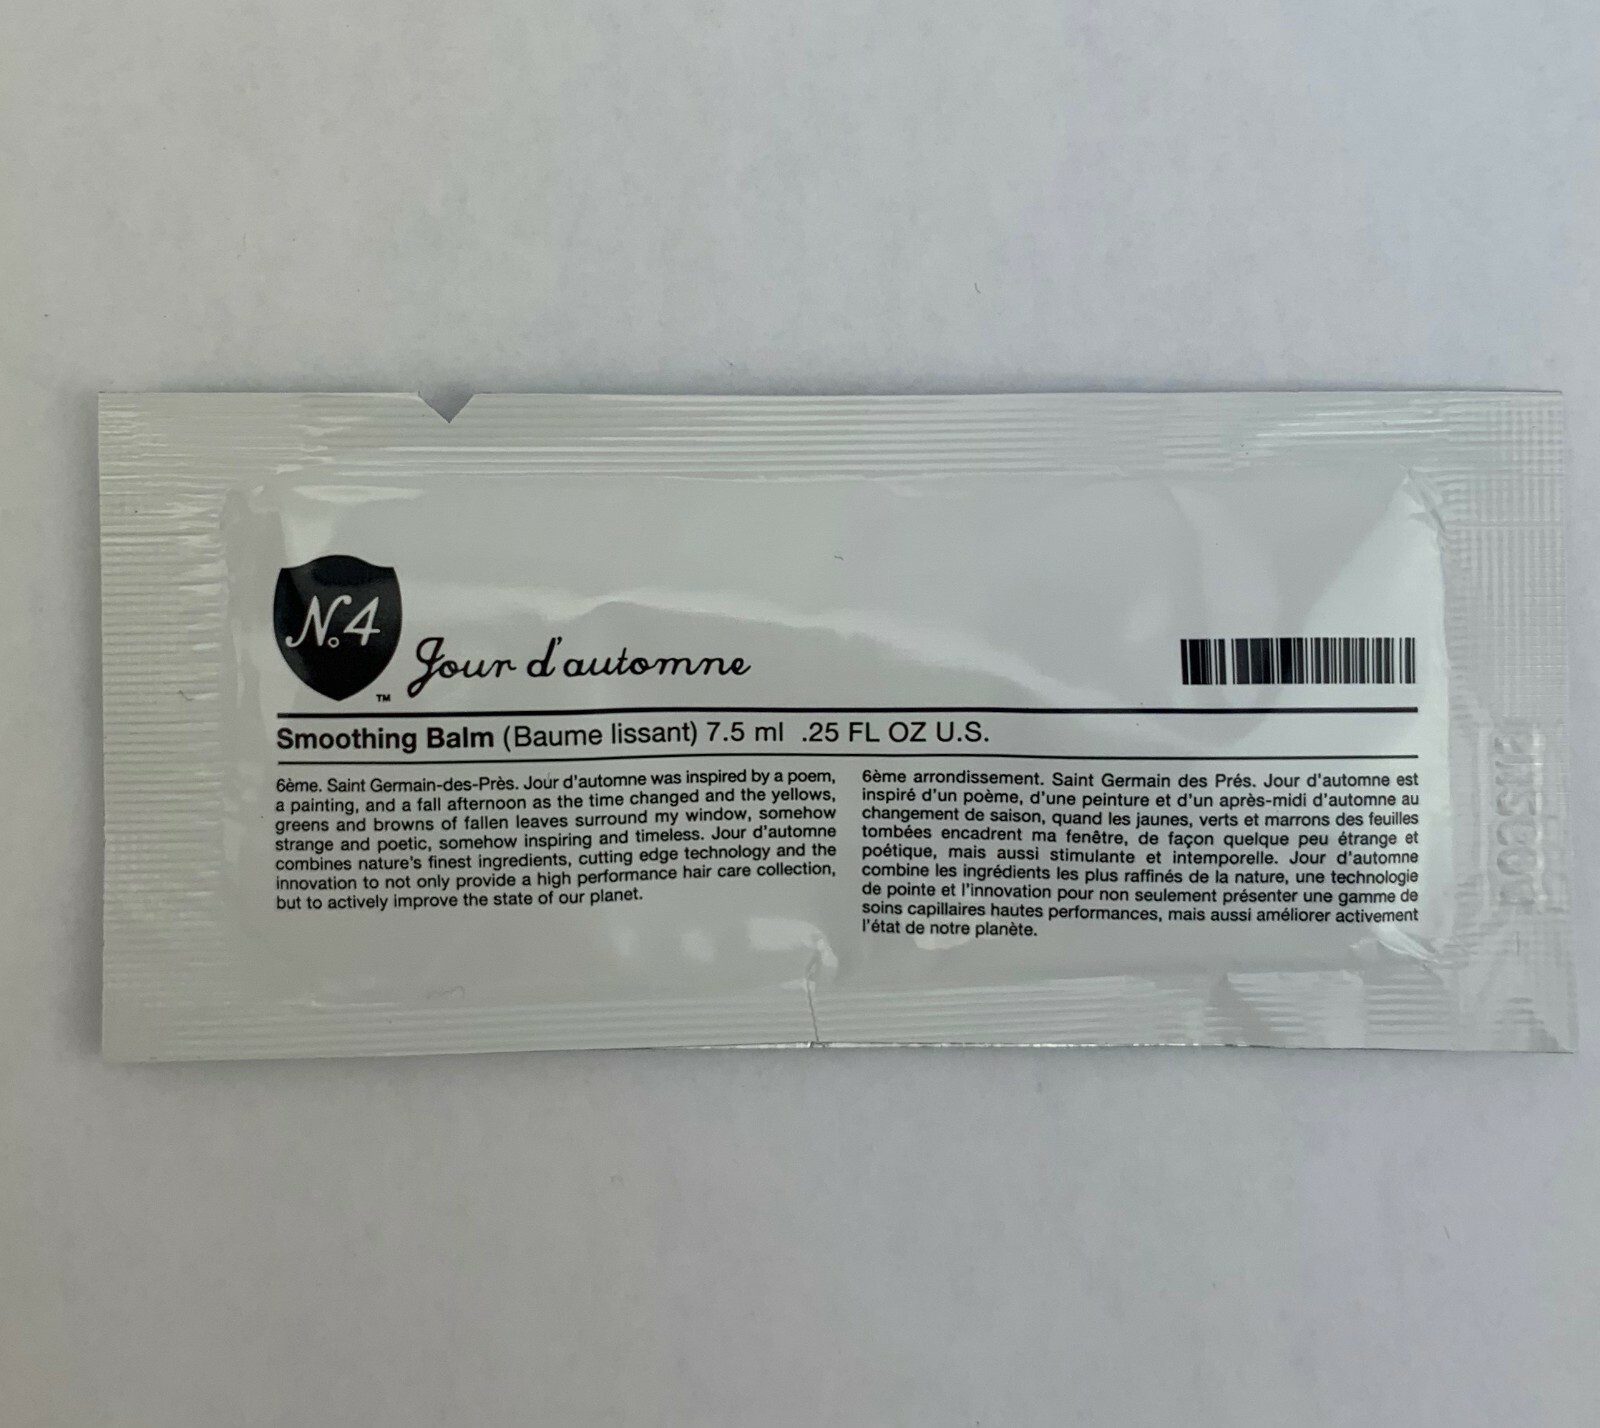 N.o4
TM
Jour d'automne
Smoothing Balm (Baume lissant) 7.5 ml .25 FL OZ U.S.
6ème. Saint Germain-des-Près. Jour d'automne was inspired by a poem,
a painting, and a fall afternoon as the time changed and the yellows,
greens and browns of fallen leaves surround my window, somehow
strange and poetic, somehow inspiring and timeless. Jour d'automne
combines nature's finest ingredients, cutting edge technology and the
innovation to not only provide a high performance hair care collection,
but to actively improve the state of our planet.
6ème arrondissement. Saint Germain des Prés. Jour d'automne est
inspiré d'un poème, d'une peinture et d'un après-midi d'automne au
changement de saison, quand les jaunes, verts et marrons des feuilles
tombées encadrent ma fenêtre, de façon quelque peu étrange et
poétique, mais aussi stimulante et intemporelle. Jour d'automne
combine les ingrédients les plus raffinés de la nature, une technologie
de pointe et l'innovation pour non seulement présenter une gamme de
soins capillaires hautes performances, mais aussi améliorer activement
l'état de notre planète.